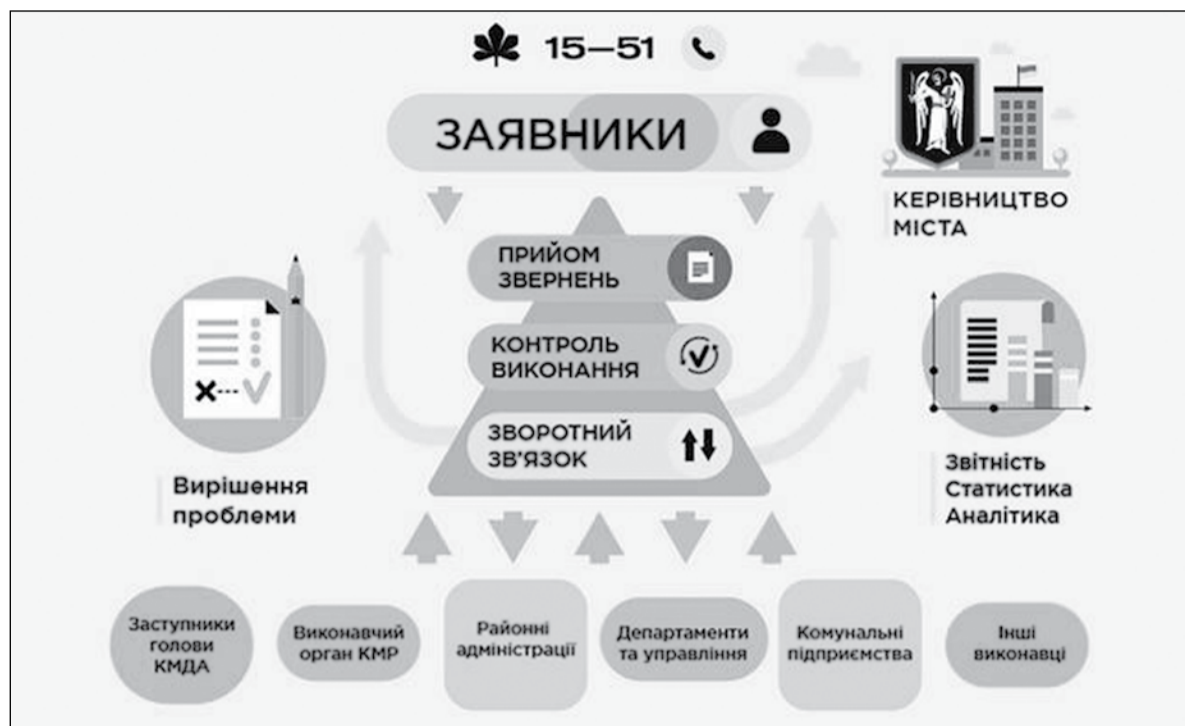 15—51
ЗАЯВНИКИ
КЕРІВНИЦТВО
МІСТА
ПРИЙОМ
ЗВЕРНЕНЬ
КОНТРОЛЬ
ВИКОНАННЯ
ЗВОРОТНИЙ
ЗВ'ЯЗОК
Вирішення
проблеми
Звітність
Статистика
Аналітика
Заступники
голови
КМДА
Виконавчий
орган КМР
Районні
адміністрації
Департаменти
та управління
Комунальні
підприємства
Інші
виконавці